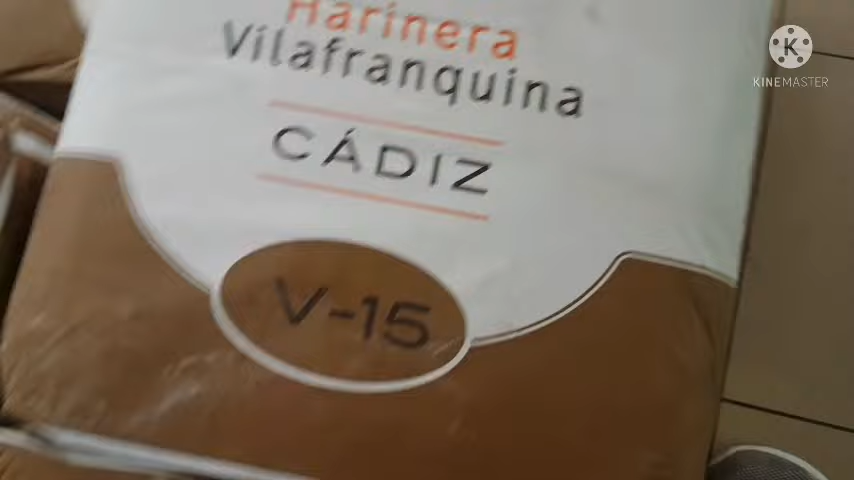 Harinera
Vilafranquina
CÁDIZ
V-15
K
KINEMASTER